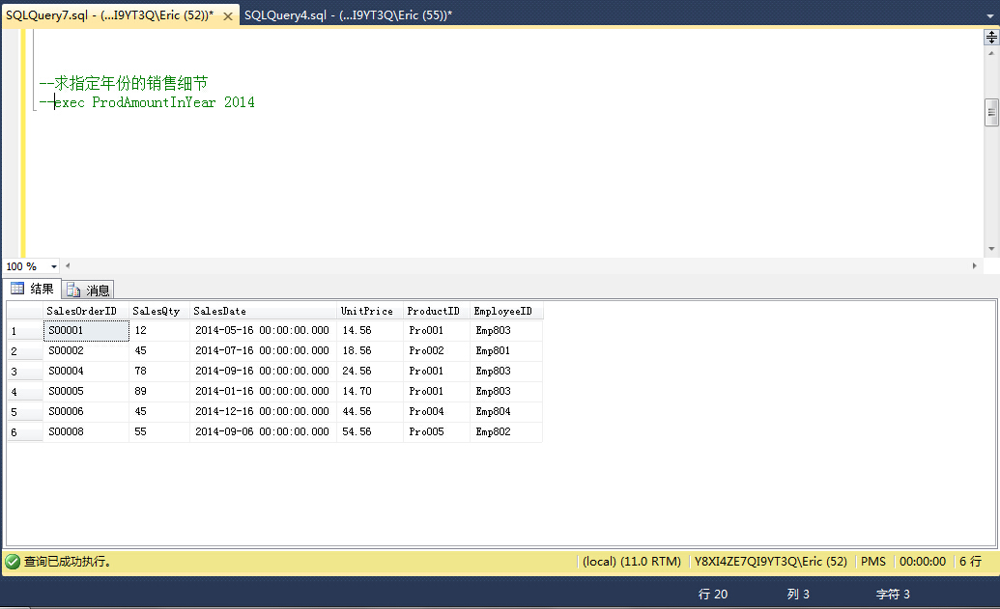 SQLQuery7.sql - (...I9YT3Q\Eric (52))* SQLQuery4.sql - (...I9YT3Q\Eric (55))*
--求指定年份的销售细节
--exec ProdAmountInYear 2014
100 %
结果 消息
SalesOrderID SalesQty SalesDate UnitPrice ProductID EmployeeID
1 S00001 12 2014-05-16 00:00:00.000 14.56 Pro001 Emp803
2 S00002 45 2014-07-16 00:00:00.000 18.56 Pro002 Emp801
3 S00004 78 2014-09-16 00:00:00.000 24.56 Pro001 Emp803
4 S00005 89 2014-01-16 00:00:00.000 14.70 Pro001 Emp803
5 S00006 45 2014-12-16 00:00:00.000 44.56 Pro004 Emp804
6 S00008 55 2014-09-06 00:00:00.000 54.56 Pro005 Emp802
查询已成功执行。 (local) (11.0 RTM) Y8XI4ZE7QI9YT3Q\Eric (52) PMS 00:00:00 6 行
行 20 列 3 字符 3